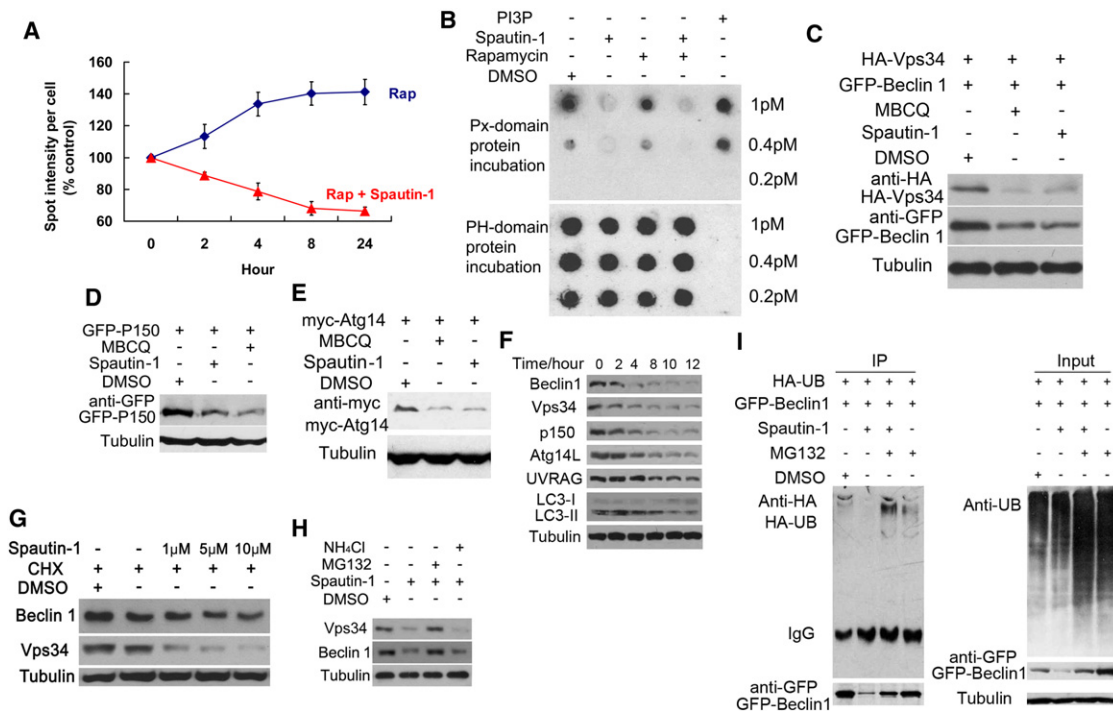 A
Spot intensity per cell
(% control)
160
140
120
100
80
60
Rap
Rap + Spautin-1
0 2 4 8 24
Hour
B
PI3P - - - - +
Spautin-1 - + - + -
Rapamycin - - + + -
DMSO + - - - -
Px-domain
protein
incubation
1pM
0.4pM
0.2pM
PH-domain
protein
incubation
1pM
0.4pM
0.2pM
C
HA-Vps34 + + +
GFP-Beclin 1 + + +
MBCQ - + -
Spautin-1 - - +
DMSO + - -
anti-HA
HA-Vps34
anti-GFP
GFP-Beclin 1
Tubulin
D
GFP-P150 + + +
MBCQ - - +
Spautin-1 - + -
DMSO + - -
anti-GFP
GFP-P150
Tubulin
E
myc-Atg14 + + +
MBCQ - + -
Spautin-1 - - +
DMSO + - -
anti-myc
myc-Atg14
Tubulin
F
Time/hour 0 2 4 8 10 12
Beclin1
Vps34
p150
Atg14L
UVRAG
LC3-I
LC3-II
Tubulin
G
Spautin-1 - - 1µM 5µM 10µM
CHX + + + + +
DMSO + - - - -
Beclin 1
Vps34
Tubulin
H
NH₄Cl - - - +
MG132 - - + -
Spautin-1 - + + +
DMSO + - - -
Vps34
Beclin 1
Tubulin
I
IP
Input
HA-UB + + + + + + + +
GFP-Beclin1 + + + + + + + +
Spautin-1 - + + - - + + -
MG132 - - + + - - + +
DMSO + - - - + - - -
Anti-HA
HA-UB
IgG
anti-GFP
GFP-Beclin1
Anti-UB
anti-GFP
GFP-Beclin1
Tubulin